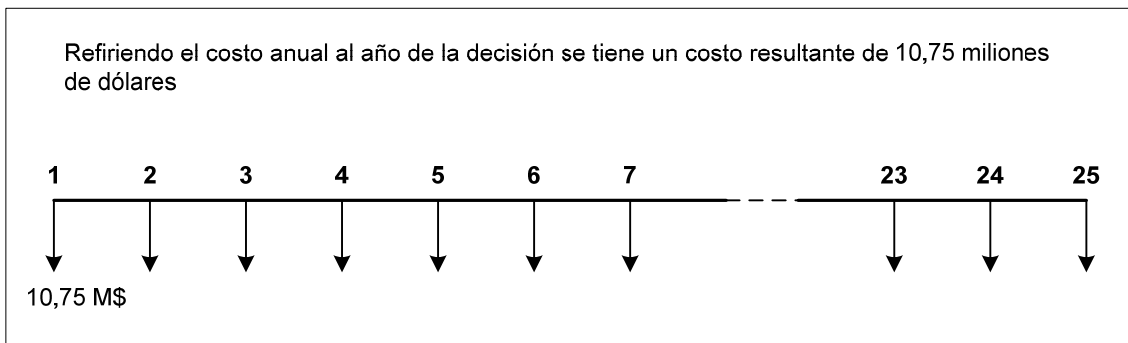 Refiriendo el costo anual al año de la decisión se tiene un costo resultante de 10,75 millones
de dólares
1 2 3 4 5 6 7 23 24 25
10,75 M$